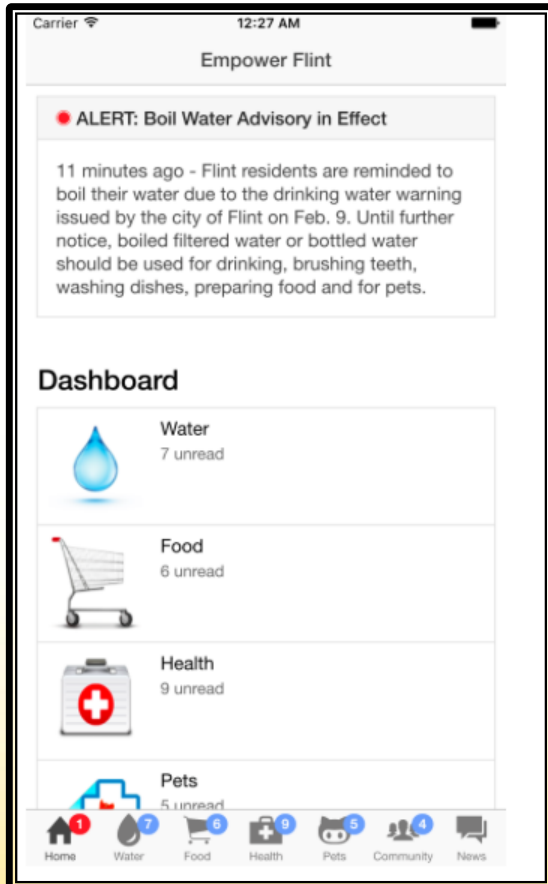 Carrier 12:27 AM
Empower Flint
ALERT: Boil Water Advisory in Effect
11 minutes ago - Flint residents are reminded to
boil their water due to the drinking water warning
issued by the city of Flint on Feb. 9. Until further
notice, boiled filtered water or bottled water
should be used for drinking, brushing teeth,
washing dishes, preparing food and for pets.
Dashboard
Water
7 unread
Food
6 unread
Health
9 unread
Pets
5 unread
1 7 6 9 5 4
Home Water Food Health Pets Community News